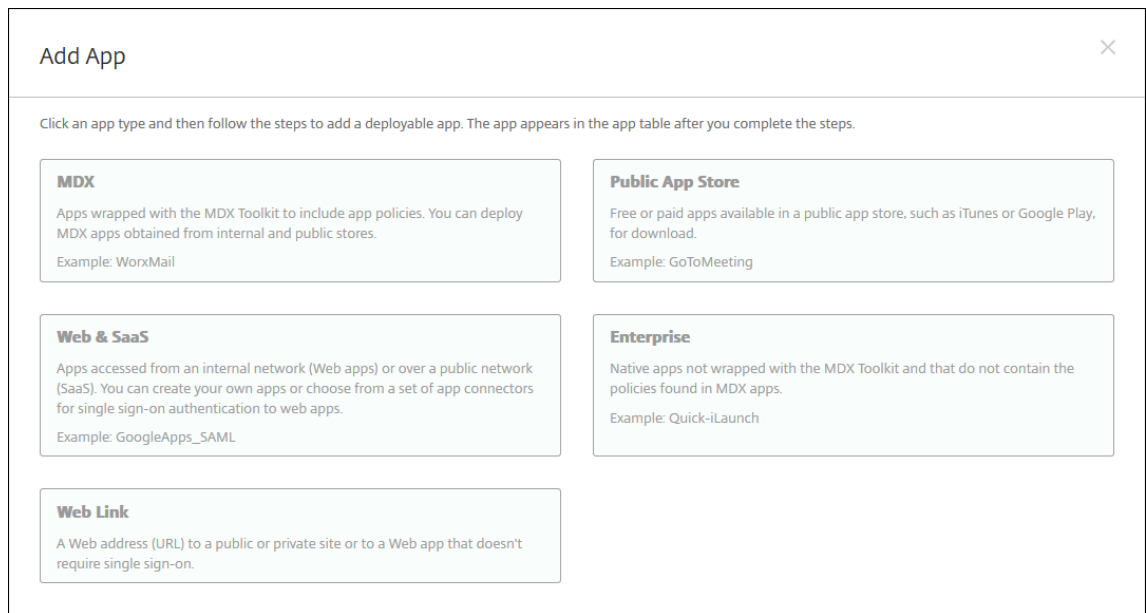 Add App
Click an app type and then follow the steps to add a deployable app. The app appears in the app table after you complete the steps.
MDX
Apps wrapped with the MDX Toolkit to include app policies. You can deploy
MDX apps obtained from internal and public stores.
Example: WorxMail
Public App Store
Free or paid apps available in a public app store, such as iTunes or Google Play,
for download.
Example: GoToMeeting
Web & SaaS
Apps accessed from an internal network (Web apps) or over a public network
(SaaS). You can create your own apps or choose from a set of app connectors
for single sign-on authentication to web apps.
Example: GoogleApps_SAML
Enterprise
Native apps not wrapped with the MDX Toolkit and that do not contain the
policies found in MDX apps.
Example: Quick-iLaunch
Web Link
A Web address (URL) to a public or private site or to a Web app that doesn't
require single sign-on.